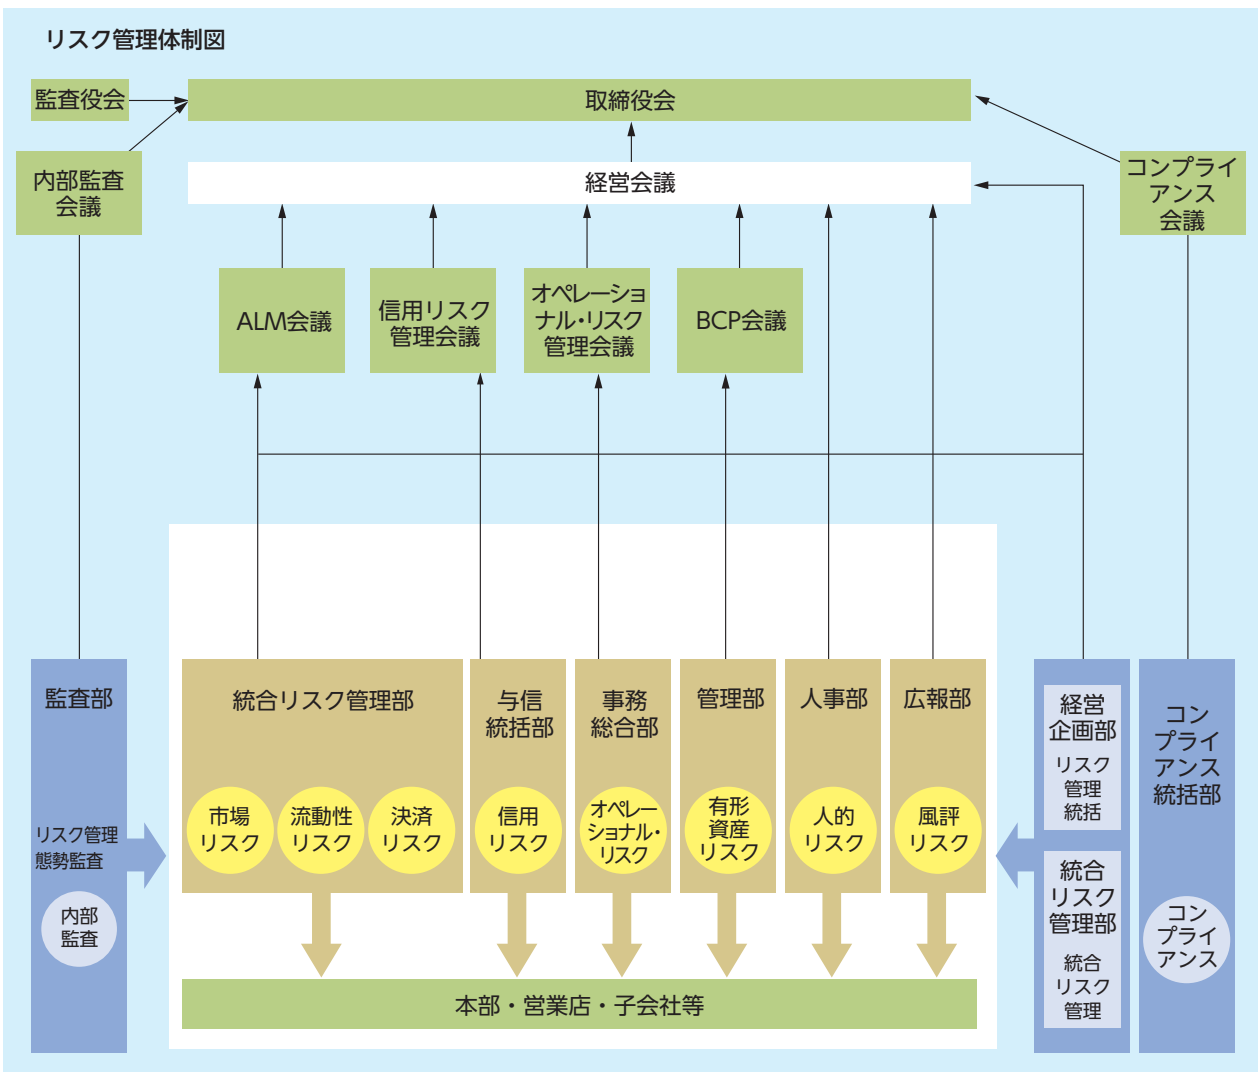 リスク管理体制図
監査役会
取締役会
内部監査
会議
経営会議
コンプライ
アンス
会議
ALM会議
信用リスク
管理会議
オペレーショ
ナル・リスク
管理会議
BCP会議
監査部
リスク管理
態勢監査
内部
監査
統合リスク管理部
市場
リスク
流動性
リスク
決済
リスク
与信
統括部
信用
リスク
事務
総合部
オペレー
ショナル・
リスク
管理部
有形
資産
リスク
人事部
人的
リスク
広報部
風評
リスク
経営
企画部
リスク
管理
統括
統合
リスク
管理部
統合
リスク
管理
コン
プライ
アンス
統括部
コン
プライ
アンス
本部・営業店・子会社等